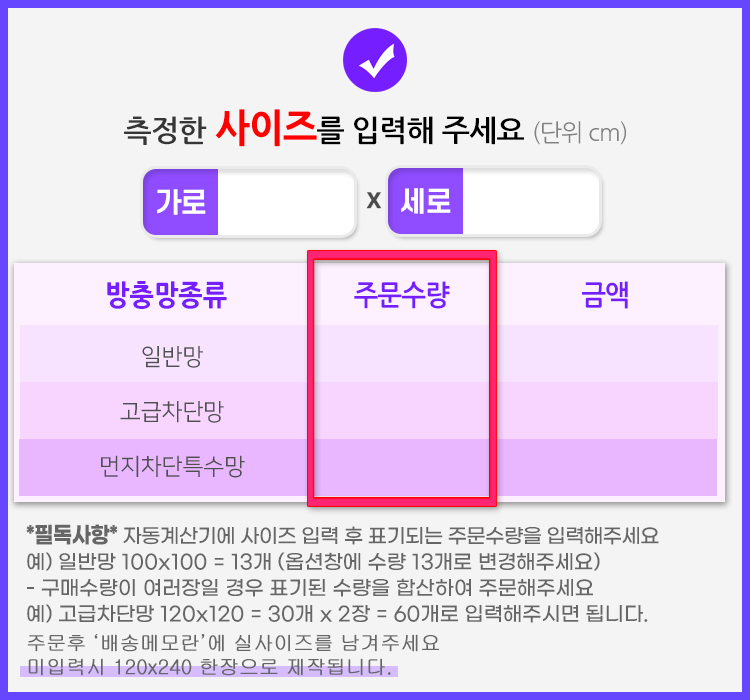 측정한 사이즈를 입력해 주세요 (단위 cm)
가로 x 세로
방충망종류 주문수량 금액
일반망
고급차단망
먼지차단특수망
*필독사항* 자동계산기에 사이즈 입력 후 표기되는 주문수량을 입력해주세요
예) 일반망 100x100 = 13개 (옵션창에 수량 13개로 변경해주세요)
- 구매수량이 여러장일 경우 표기된 수량을 합산하여 주문해주세요
예) 고급차단망 120x120 = 30개 x 2장 = 60개로 입력해주시면 됩니다.
주문후 ‘배송메모란’에 실사이즈를 남겨주세요
미입력시 120x240 한장으로 제작됩니다.